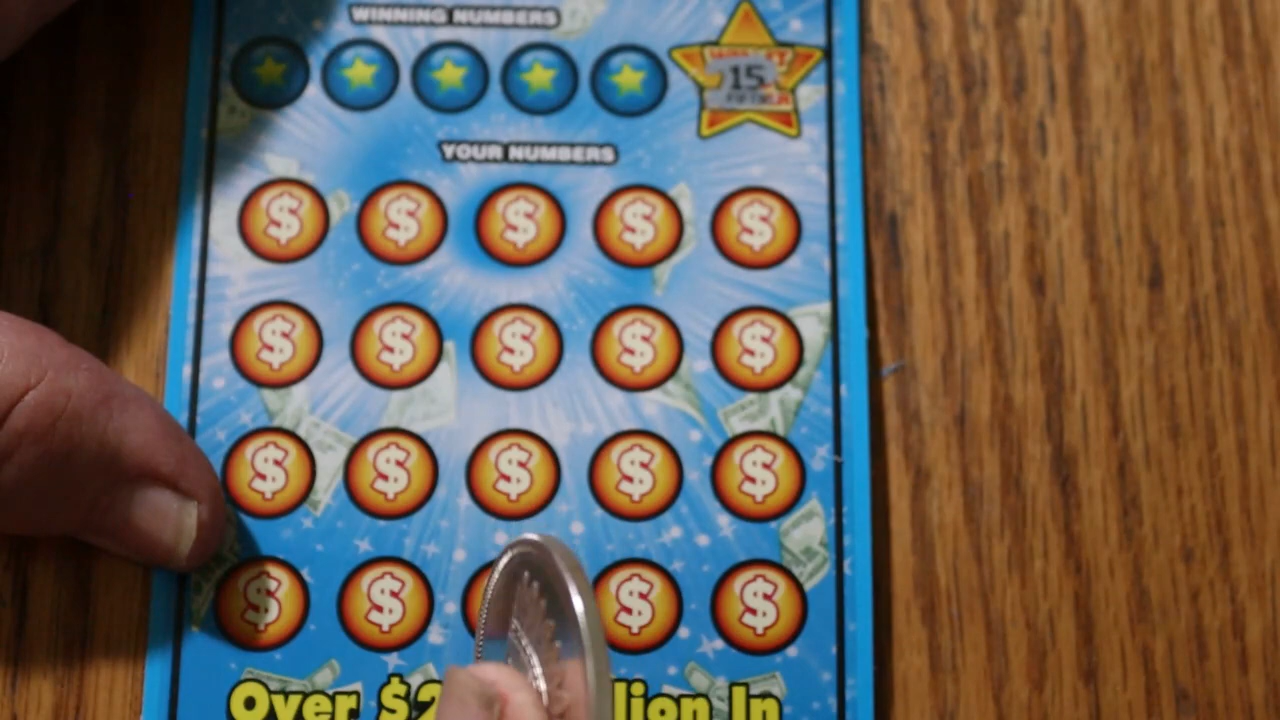 WINNING NUMBERS
15
YOUR NUMBERS
$ $ $ $ $
$ $ $ $ $
$ $ $ $ $
$ $ $ $
Over $2 lion In